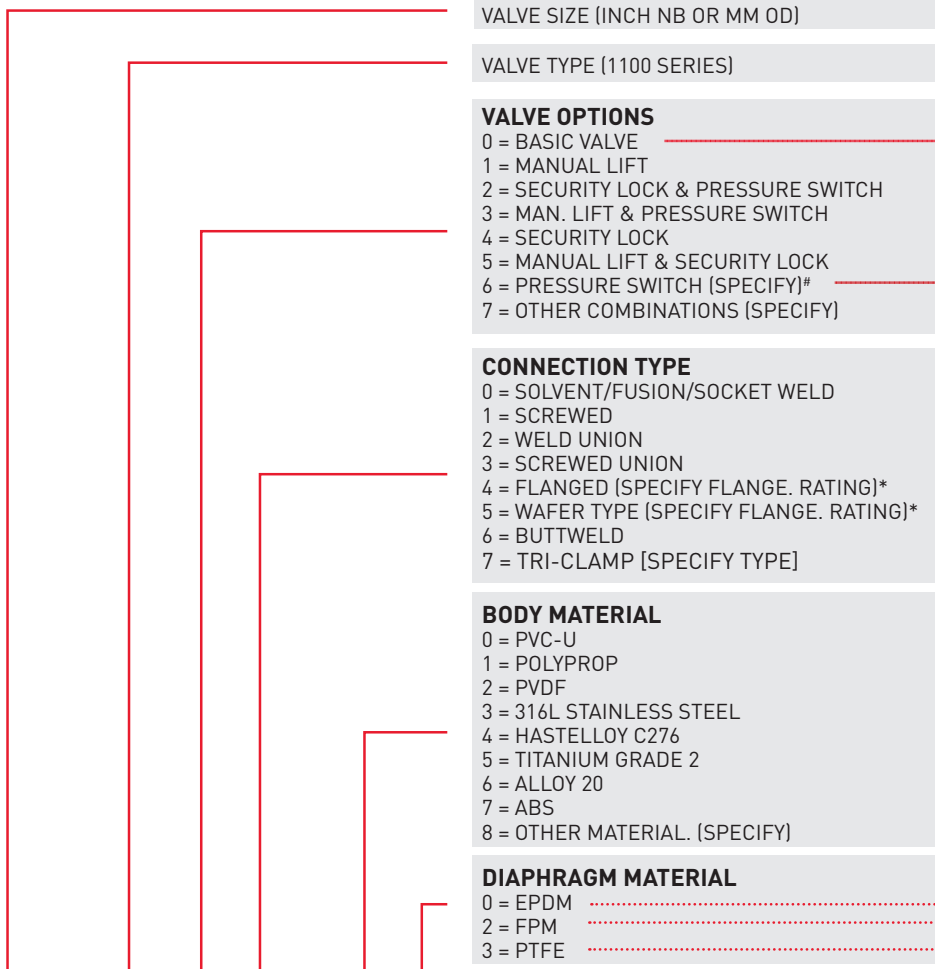 VALVE SIZE (INCH NB OR MM OD)
VALVE TYPE (1100 SERIES)
VALVE OPTIONS
0 = BASIC VALVE
1 = MANUAL LIFT
2 = SECURITY LOCK & PRESSURE SWITCH
3 = MAN. LIFT & PRESSURE SWITCH
4 = SECURITY LOCK
5 = MANUAL LIFT & SECURITY LOCK
6 = PRESSURE SWITCH (SPECIFY)#
7 = OTHER COMBINATIONS (SPECIFY)
CONNECTION TYPE
0 = SOLVENT/FUSION/SOCKET WELD
1 = SCREWED
2 = WELD UNION
3 = SCREWED UNION
4 = FLANGED (SPECIFY FLANGE. RATING)*
5 = WAFER TYPE (SPECIFY FLANGE. RATING)*
6 = BUTTWELD
7 = TRI-CLAMP [SPECIFY TYPE]
BODY MATERIAL
0 = PVC-U
1 = POLYPROP
2 = PVDF
3 = 316L STAINLESS STEEL
4 = HASTELLOY C276
5 = TITANIUM GRADE 2
6 = ALLOY 20
7 = ABS
8 = OTHER MATERIAL. (SPECIFY)
DIAPHRAGM MATERIAL
0 = EPDM
2 = FPM
3 = PTFE